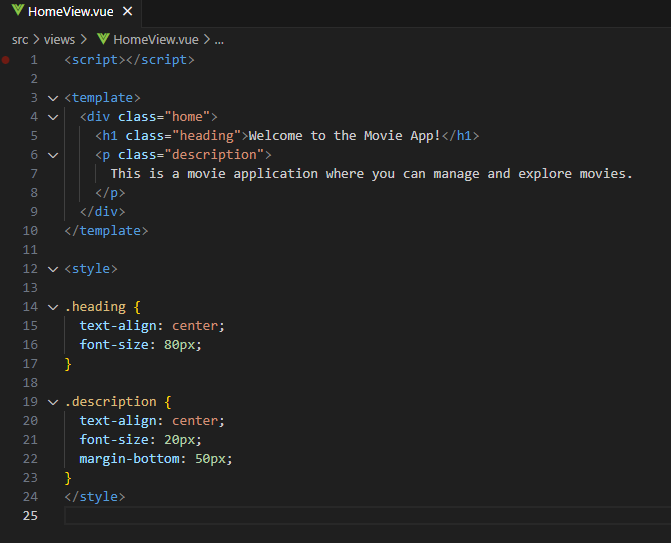 HomeView.vue
src > views > HomeView.vue > ...
1 <script></script>
2
3 <template>
4   <div class="home">
5     <h1 class="heading">Welcome to the Movie App!</h1>
6     <p class="description">
7       This is a movie application where you can manage and explore movies.
8     </p>
9   </div>
10 </template>
11
12 <style>
13
14 .heading {
15   text-align: center;
16   font-size: 80px;
17 }
18
19 .description {
20   text-align: center;
21   font-size: 20px;
22   margin-bottom: 50px;
23 }
24 </style>
25